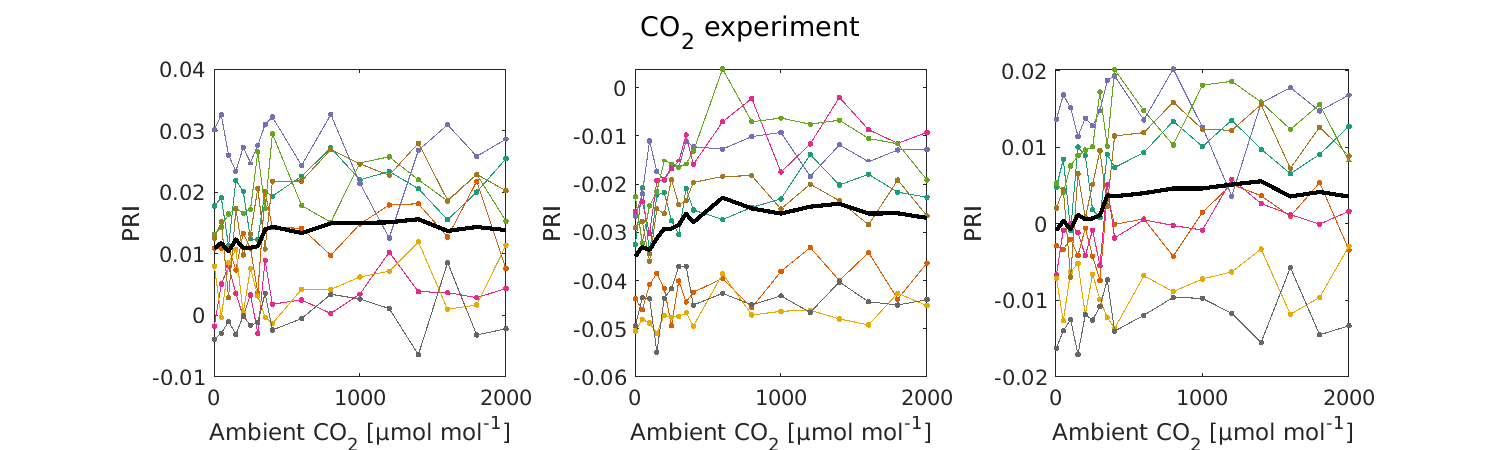 CO2 experiment
0.04
0.03
0.02
0.01
0
-0.01
PRI
0 1000 2000
Ambient CO2 [µmol mol-1]
0
-0.01
-0.02
-0.03
-0.04
-0.05
-0.06
PRI
0 1000 2000
Ambient CO2 [µmol mol-1]
0.02
0.01
0
-0.01
-0.02
PRI
0 1000 2000
Ambient CO2 [µmol mol-1]